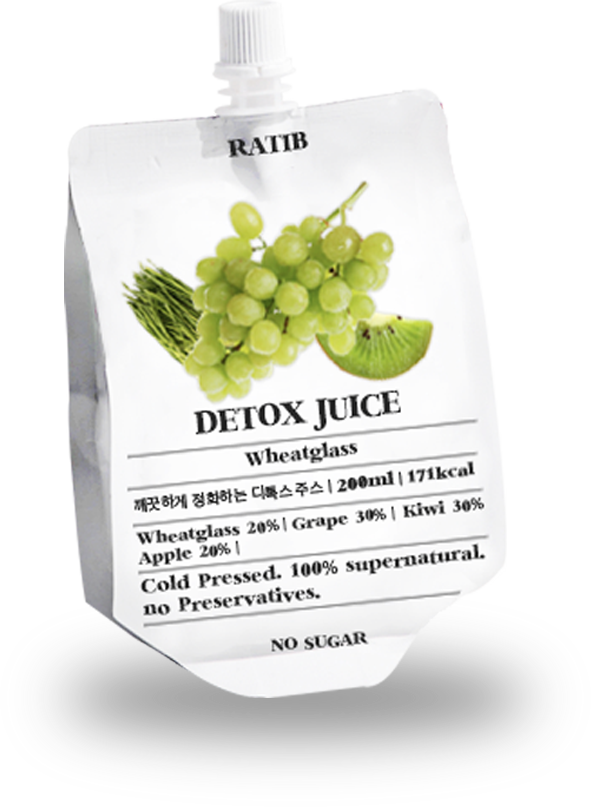 RATIB
DETOX JUICE
Wheatglass
깨끗하게 정화하는 디톡스주스 | 200ml | 171kcal
Wheatglass 20% | Grape 30% | Kiwi 30%
Apple 20% |
Cold Pressed. 100% supernatural.
no Preservatives.
NO SUGAR